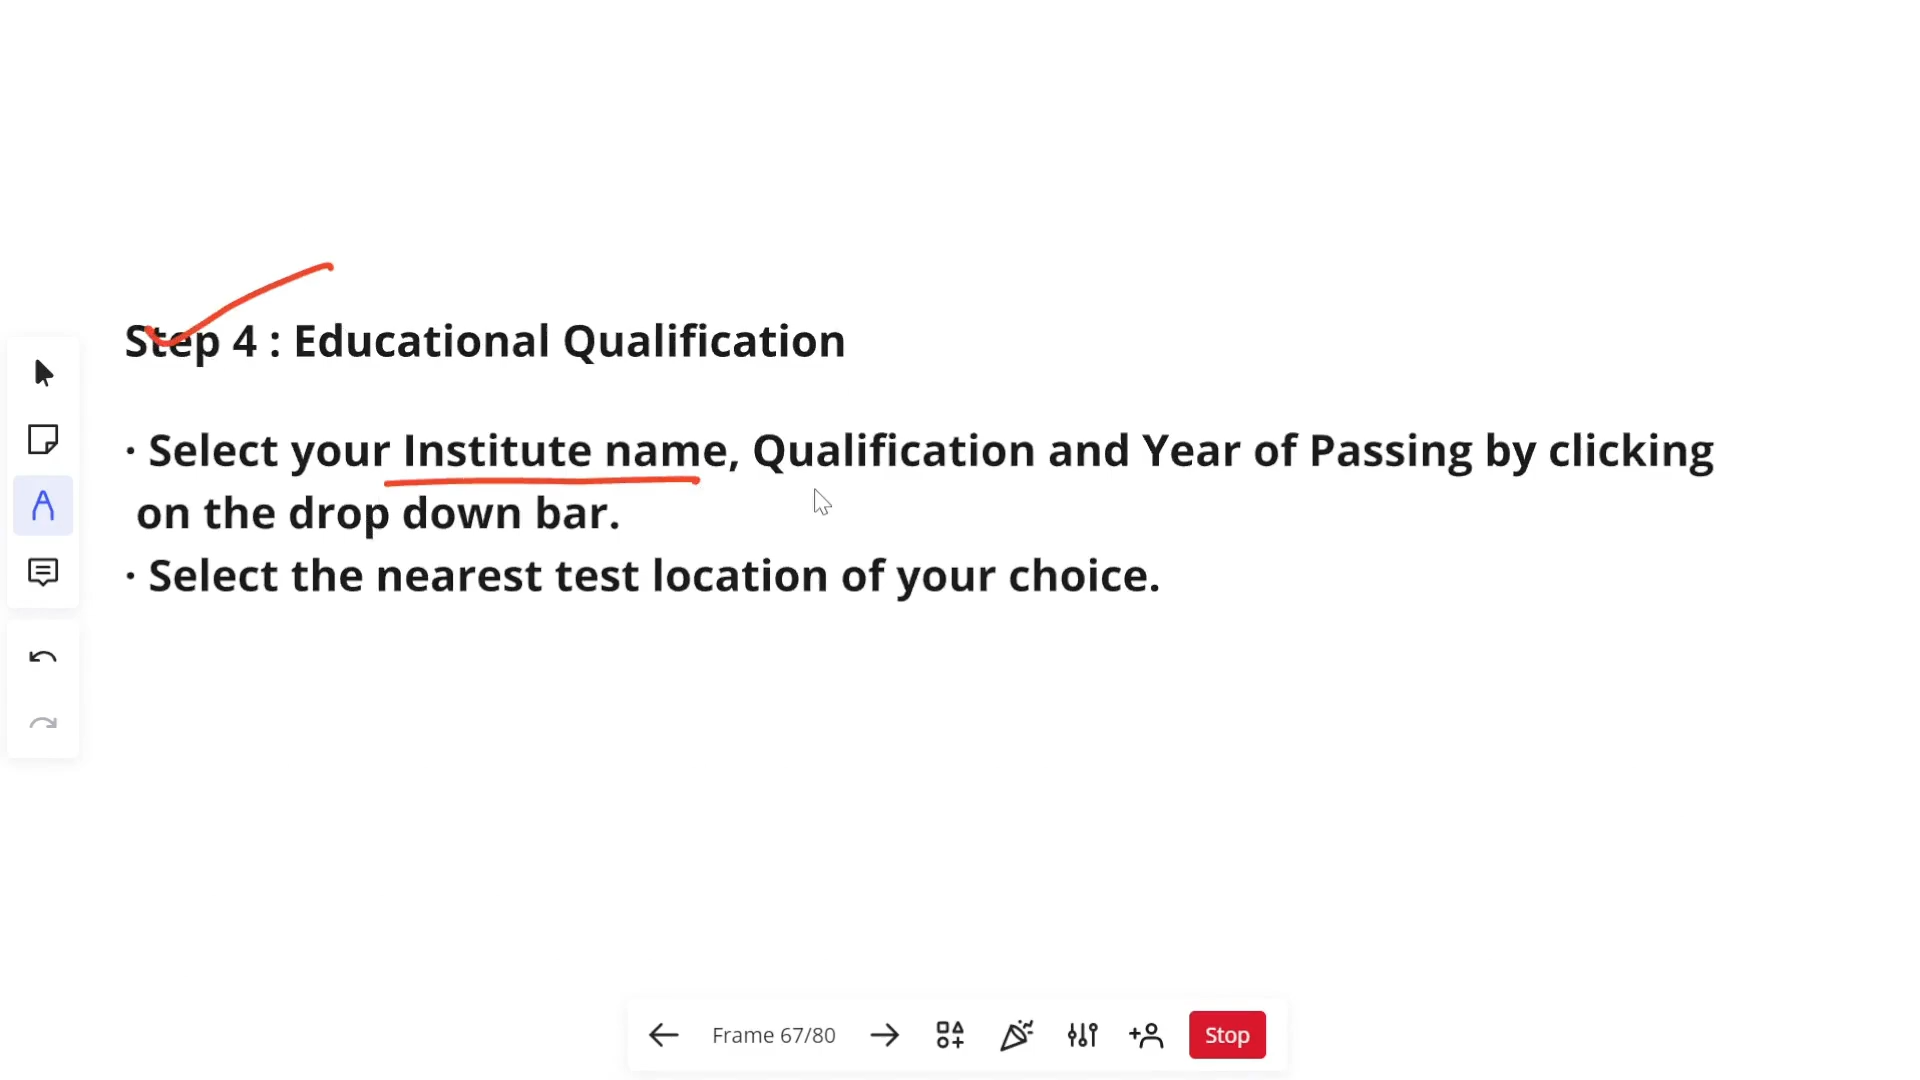 Step 4 : Educational Qualification
· Select your Institute name, Qualification and Year of Passing by clicking
on the drop down bar.
· Select the nearest test location of your choice.
Frame 67/80
Stop